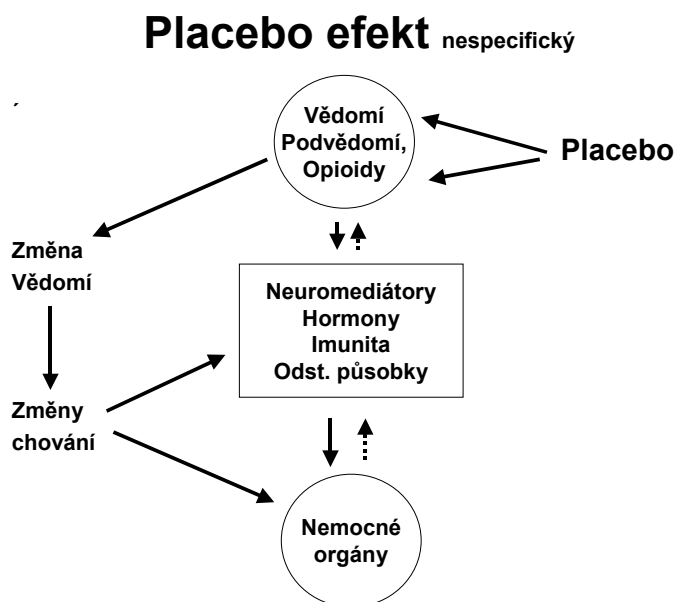 Placebo efekt nespecifický
Vědomí
Podvědomí,
Opioidy
Placebo
Změna
Vědomí
Neuromediátory
Hormony
Imunita
Odst. působky
Změny
chování
Nemocné
orgány